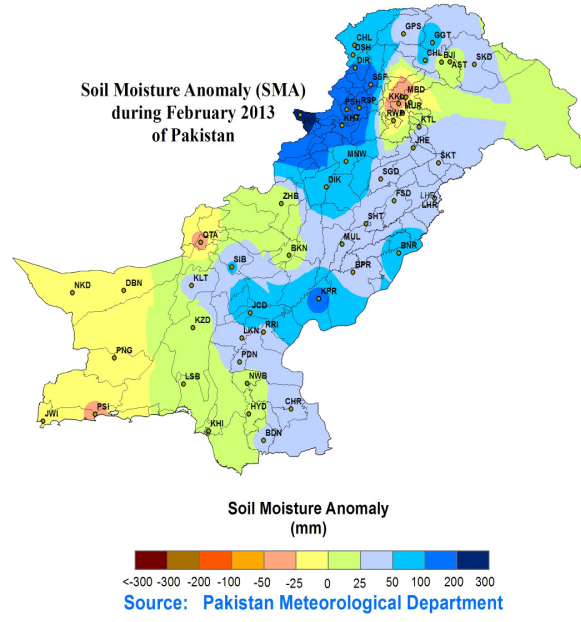 Soil Moisture Anomaly (SMA)
during February 2013
of Pakistan
GPS
CHL
GGT
DSH
CHL
BJI
DIR
AST
SKD
SSF
MBD
KKL
PSH
RSP
MUR
KHT
RWP
KTL
JHE
MNW
SKT
SGD
DIK
ZHB
FSD
LHR
SHT
QTA
MUL
BNR
BKN
SIB
BPR
KLT
NKD
DBN
KPR
JCD
KZD
RRI
LKN
PNG
PDN
LSB
NWB
CHR
PSI
HYD
JWI
KHI
BDN
Soil Moisture Anomaly
(mm)
<-300 -300 -200 -100 -50 -25 0 25 50 100 200 300
Source: Pakistan Meteorological Department